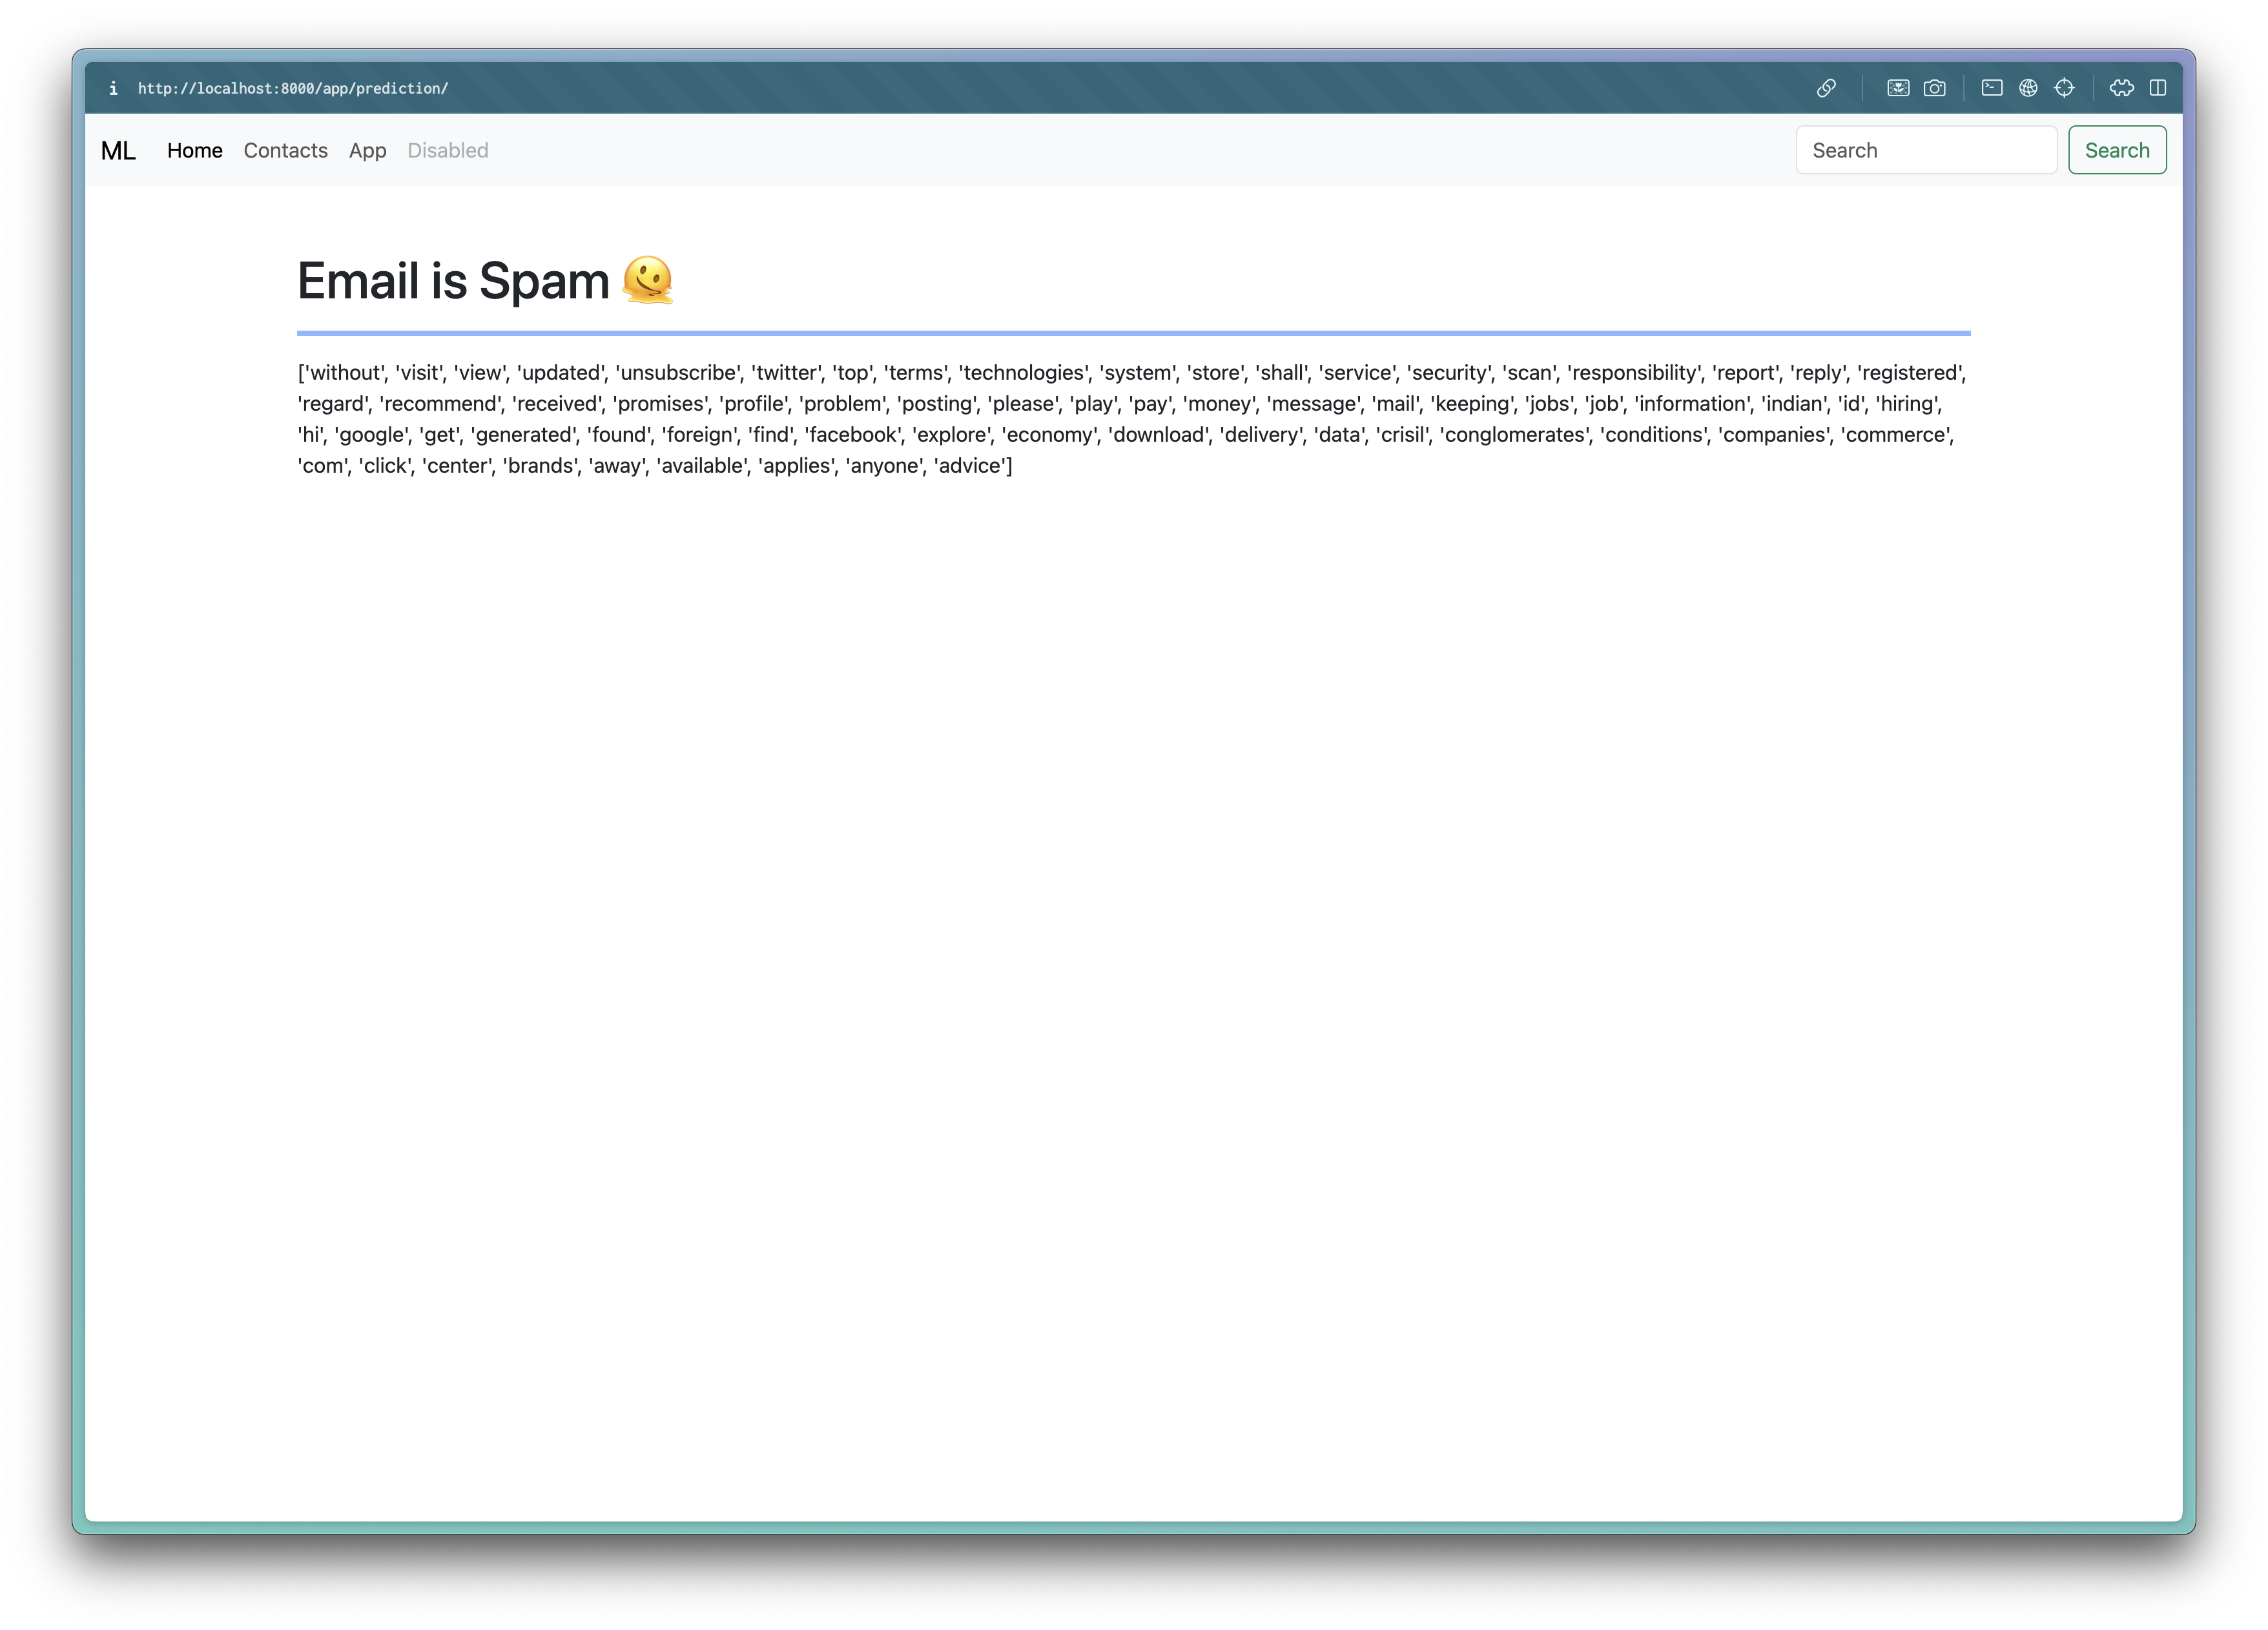 i http://localhost:8000/app/prediction/
ML Home Contacts App Disabled Search Search
Email is Spam 🫠
['without', 'visit', 'view', 'updated', 'unsubscribe', 'twitter', 'top', 'terms', 'technologies', 'system', 'store', 'shall', 'service', 'security', 'scan', 'responsibility', 'report', 'reply', 'registered',
'regard', 'recommend', 'received', 'promises', 'profile', 'problem', 'posting', 'please', 'play', 'pay', 'money', 'message', 'mail', 'keeping', 'jobs', 'job', 'information', 'indian', 'id', 'hiring',
'hi', 'google', 'get', 'generated', 'found', 'foreign', 'find', 'facebook', 'explore', 'economy', 'download', 'delivery', 'data', 'crisil', 'conglomerates', 'conditions', 'companies', 'commerce',
'com', 'click', 'center', 'brands', 'away', 'available', 'applies', 'anyone', 'advice']